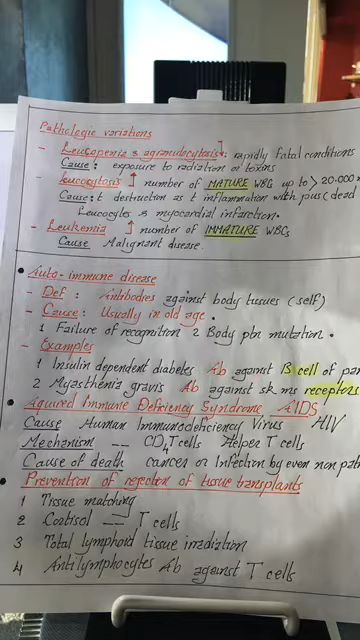 Pathologic variations
- Leucopenia & agranulocytosis ↓: rapidly fatal conditions
Cause: exposure to radiation or toxins
- Leucocytosis ↑ number of MATURE WBCs up to > 20.000
Cause: t destruction as t inflammation with pus (dead
Leucocytes & myocardial infarction.
- Leukemia ↑ number of IMMATURE WBCs
Cause Malignant disease.
• Auto-immune disease
- Def: Antibodies against body tissues (self)
- Cause: Usually in old age.
1 Failure of recognition 2 Body ptn mutation.
- Examples
1 Insulin dependent diabetes Ab against B cell of pan
2 Myasthenia gravis Ab against sk ms receptors
• Aquired Immune Deficiency Syndrome AIDS
Cause Human Immunodeficiency Virus HIV
Mechanism -- CD4 T cells Helper T cells
Cause of death cancer or Infection by even non path
• Prevention of rejection of tissue transplants
1 Tissue matching
2 Cortisol -- T cells
3 Total lymphoid tissue irradiation
4 Antilymphocytes Ab against T cells